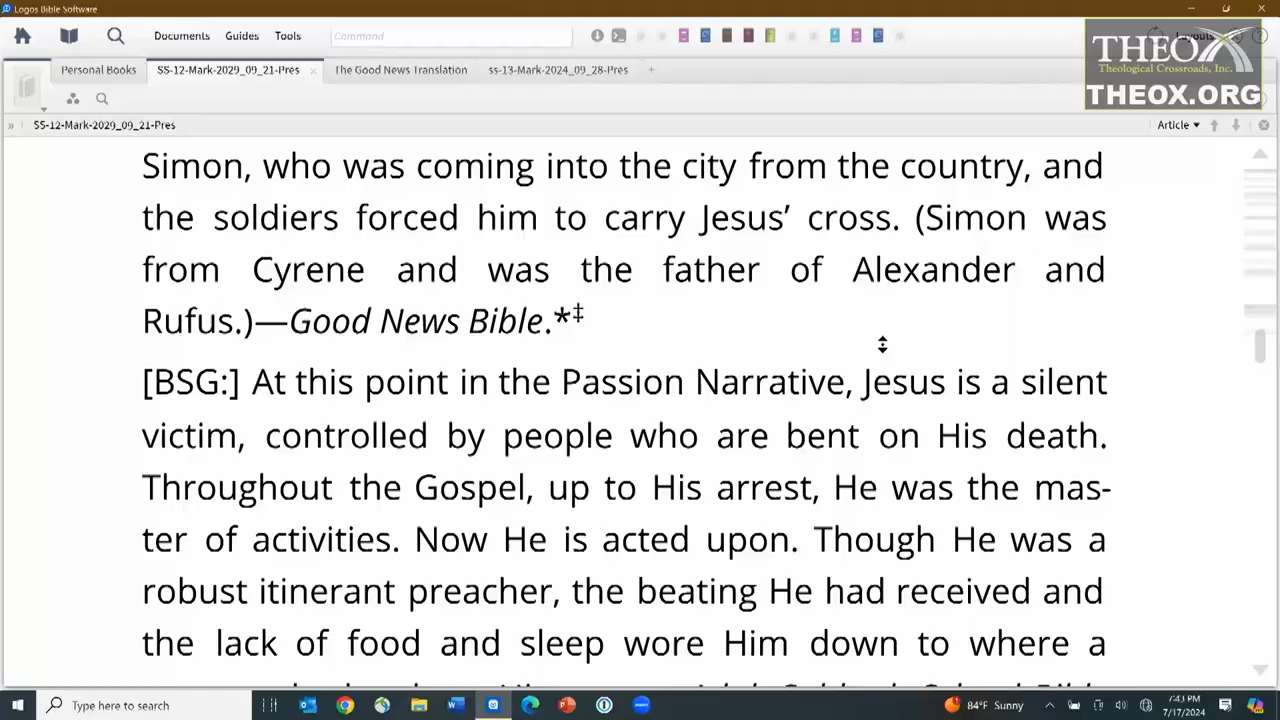 Logos Bible Software
Documents Guides Tools Command Layouts
THEOX
Theological Crossroads, Inc.
THEOX.ORG
Personal Books SS-12-Mark-2029_09_21-Pres The Good News ss-1-Mark-2024_09_28-Pres
SS-12-Mark-2029_09_21-Pres Article
Simon, who was coming into the city from the country, and
the soldiers forced him to carry Jesus’ cross. (Simon was
from Cyrene and was the father of Alexander and
Rufus.)—Good News Bible.*‡
[BSG:] At this point in the Passion Narrative, Jesus is a silent
victim, controlled by people who are bent on His death.
Throughout the Gospel, up to His arrest, He was the mas-
ter of activities. Now He is acted upon. Though He was a
robust itinerant preacher, the beating He had received and
the lack of food and sleep wore Him down to where a
Type here to search
84°F Sunny
7:43 PM
7/17/2024